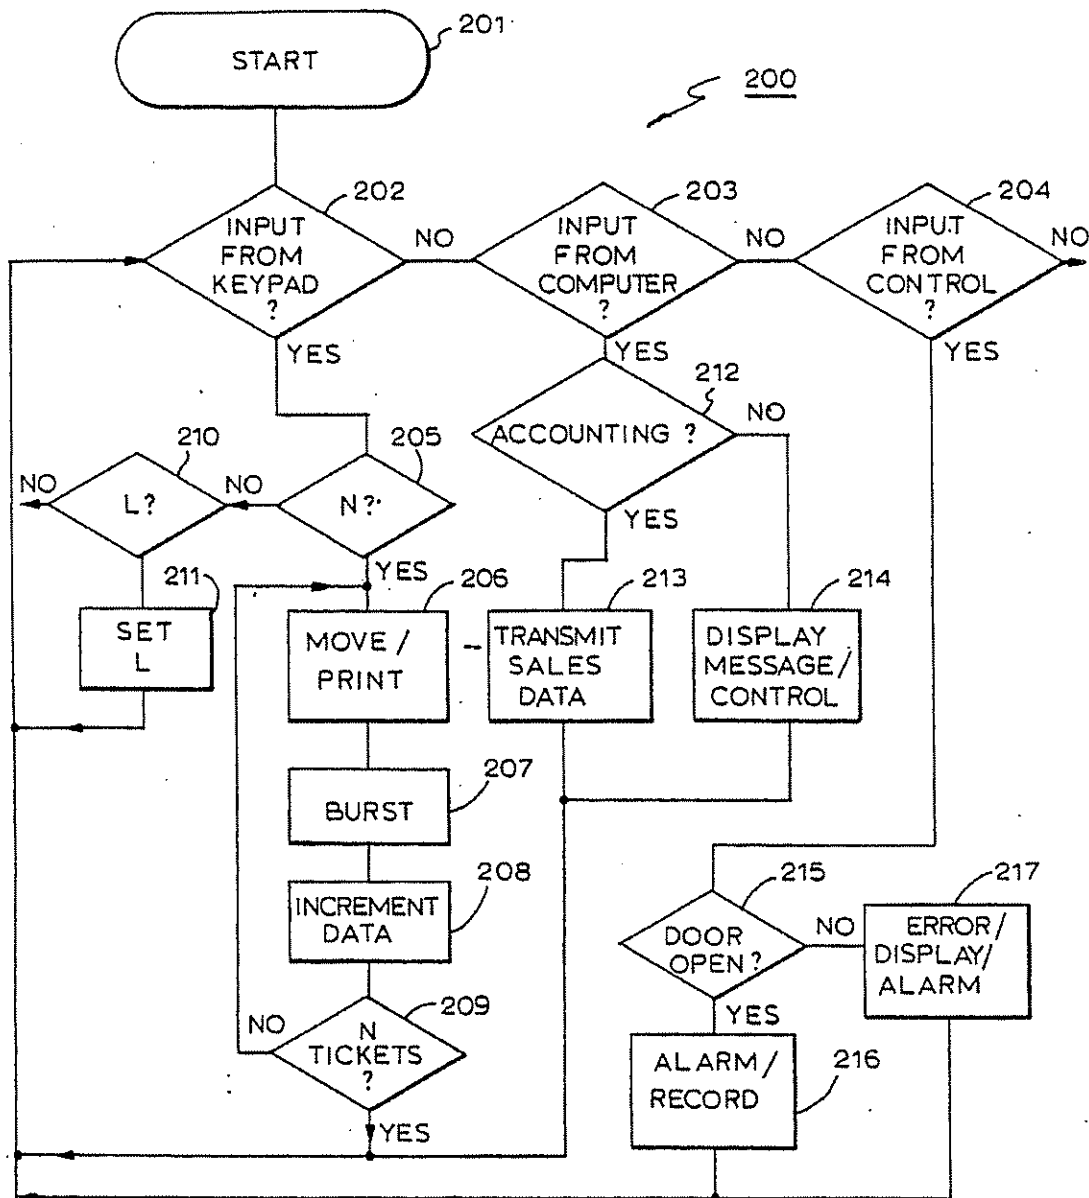 START
201
200
202
203
204
INPUT
FROM
KEYPAD
?
NO
INPUT
FROM
COMPUTER
?
NO
INPUT
FROM
CONTROL
?
NO
YES
YES
YES
212
ACCOUNTING ?
NO
YES
210
205
NO
L?
NO
N?
YES
211
SET
L
206
MOVE /
PRINT
213
TRANSMIT
SALES
DATA
214
DISPLAY
MESSAGE/
CONTROL
207
BURST
208
INCREMENT
DATA
209
NO
N
TICKETS
?
YES
215
DOOR
OPEN?
NO
YES
217
ERROR/
DISPLAY/
ALARM
ALARM/
RECORD
216